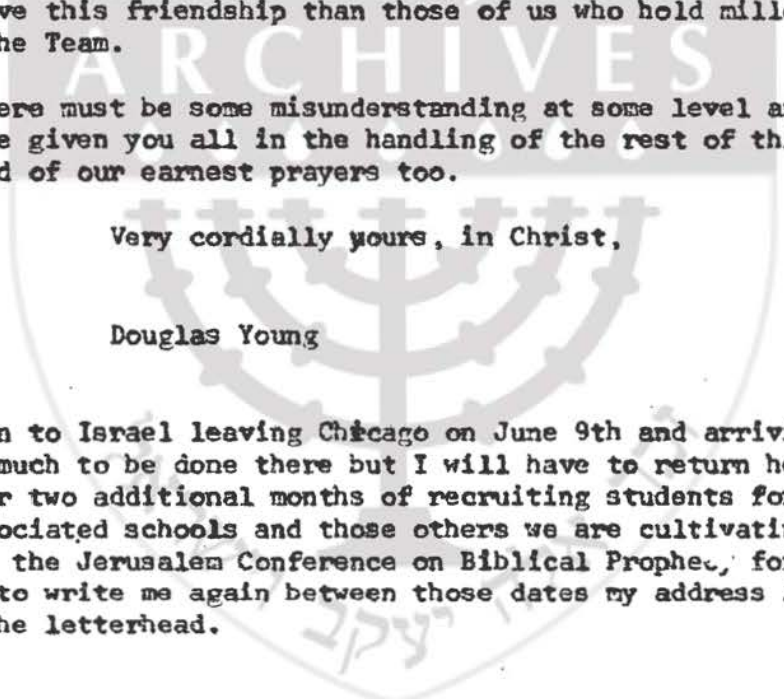 ve this friendship than those of us who hold mill
he Team.
ARCHIVES
ere must be some misunderstanding at some level a
e given you all in the handling of the rest of th
d of our earnest prayers too.
Very cordially yours, in Christ,
Douglas Young
n to Israel leaving Chicago on June 9th and arriv
much to be done there but I will have to return h
r two additional months of recruiting students fo
ociated schools and those others we are cultivati
the Jerusalem Conference on Biblical Prophe, fo
to write me again between those dates my address
he letterhead.
יעקב